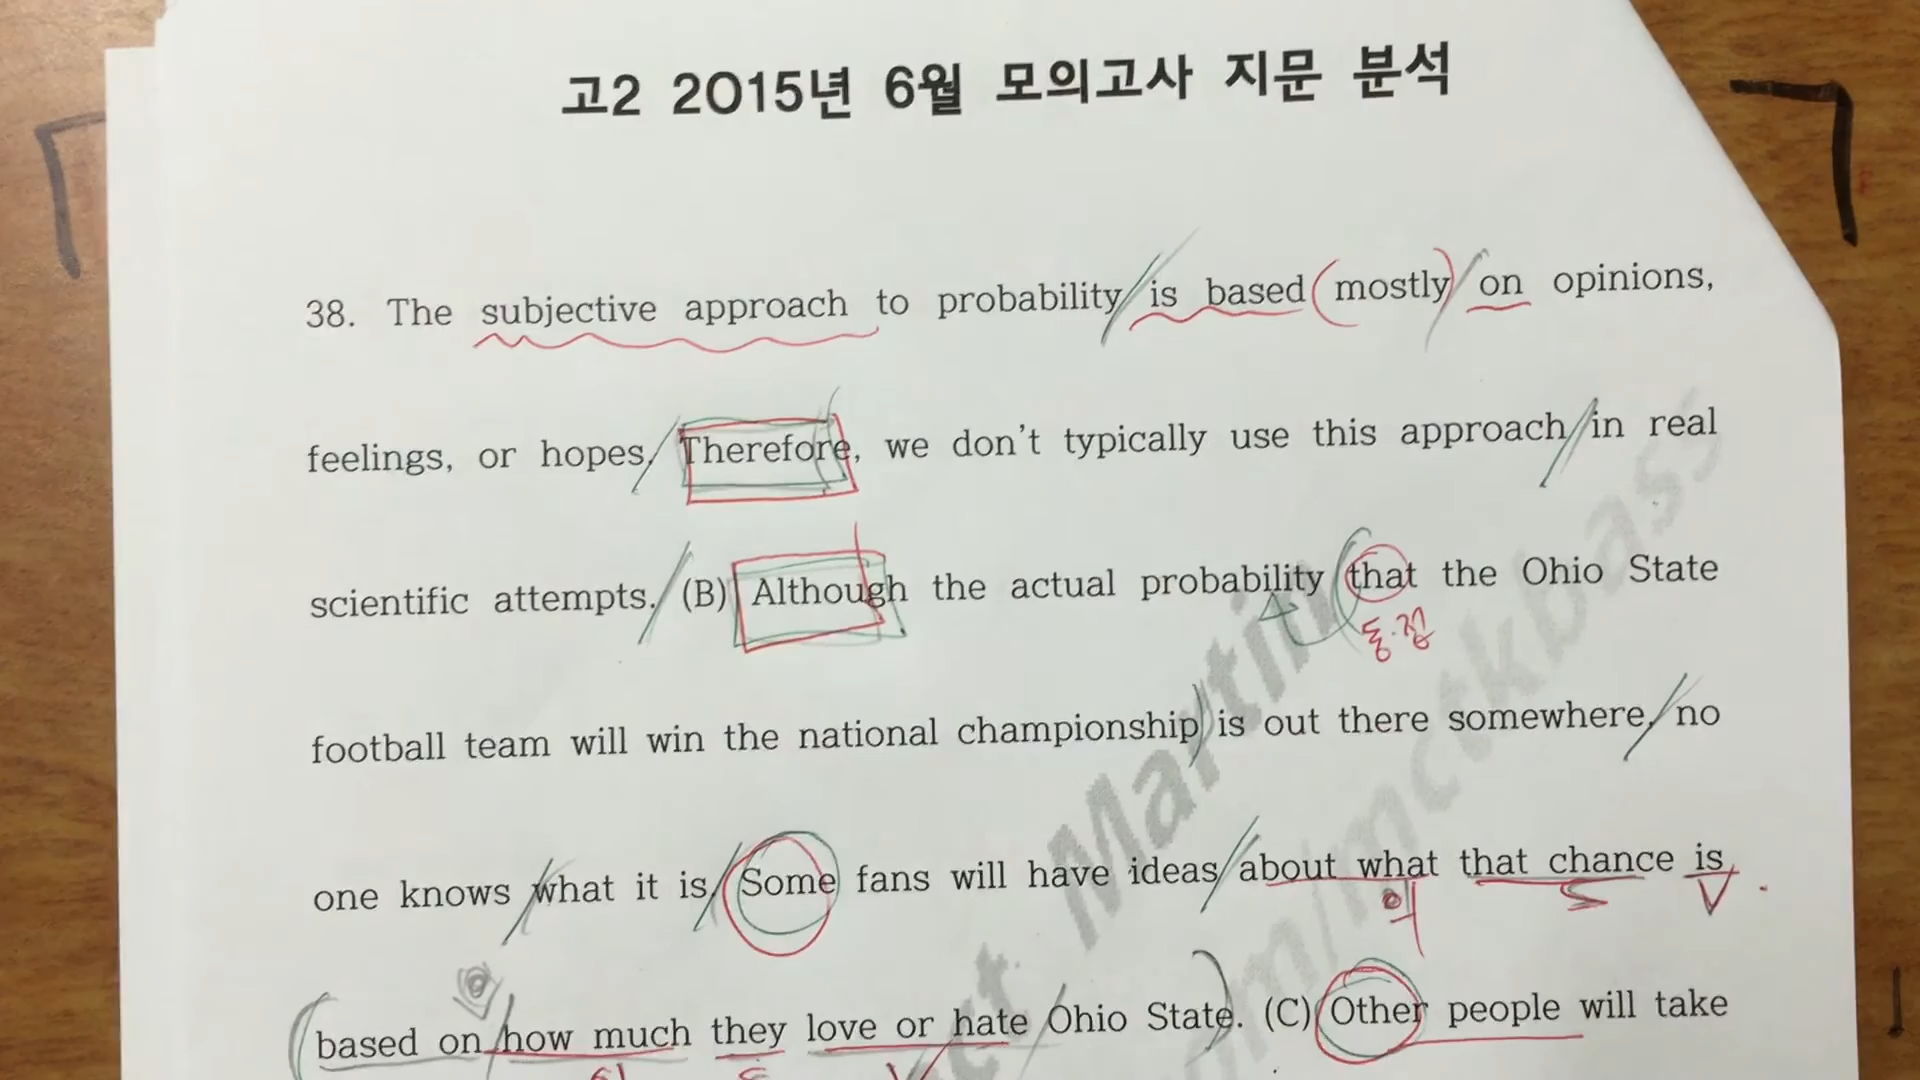 고2 2015년 6월 모의고사 지문 분석
38. The subjective approach to probability is based (mostly) on opinions,
feelings, or hopes. Therefore, we don't typically use this approach in real
scientific attempts. (B) Although the actual probability that the Ohio State
동.접
football team will win the national championship is out there somewhere, no
one knows what it is. Some fans will have ideas about what that chance is
의 S V
based on how much they love or hate Ohio State. (C) Other people will take